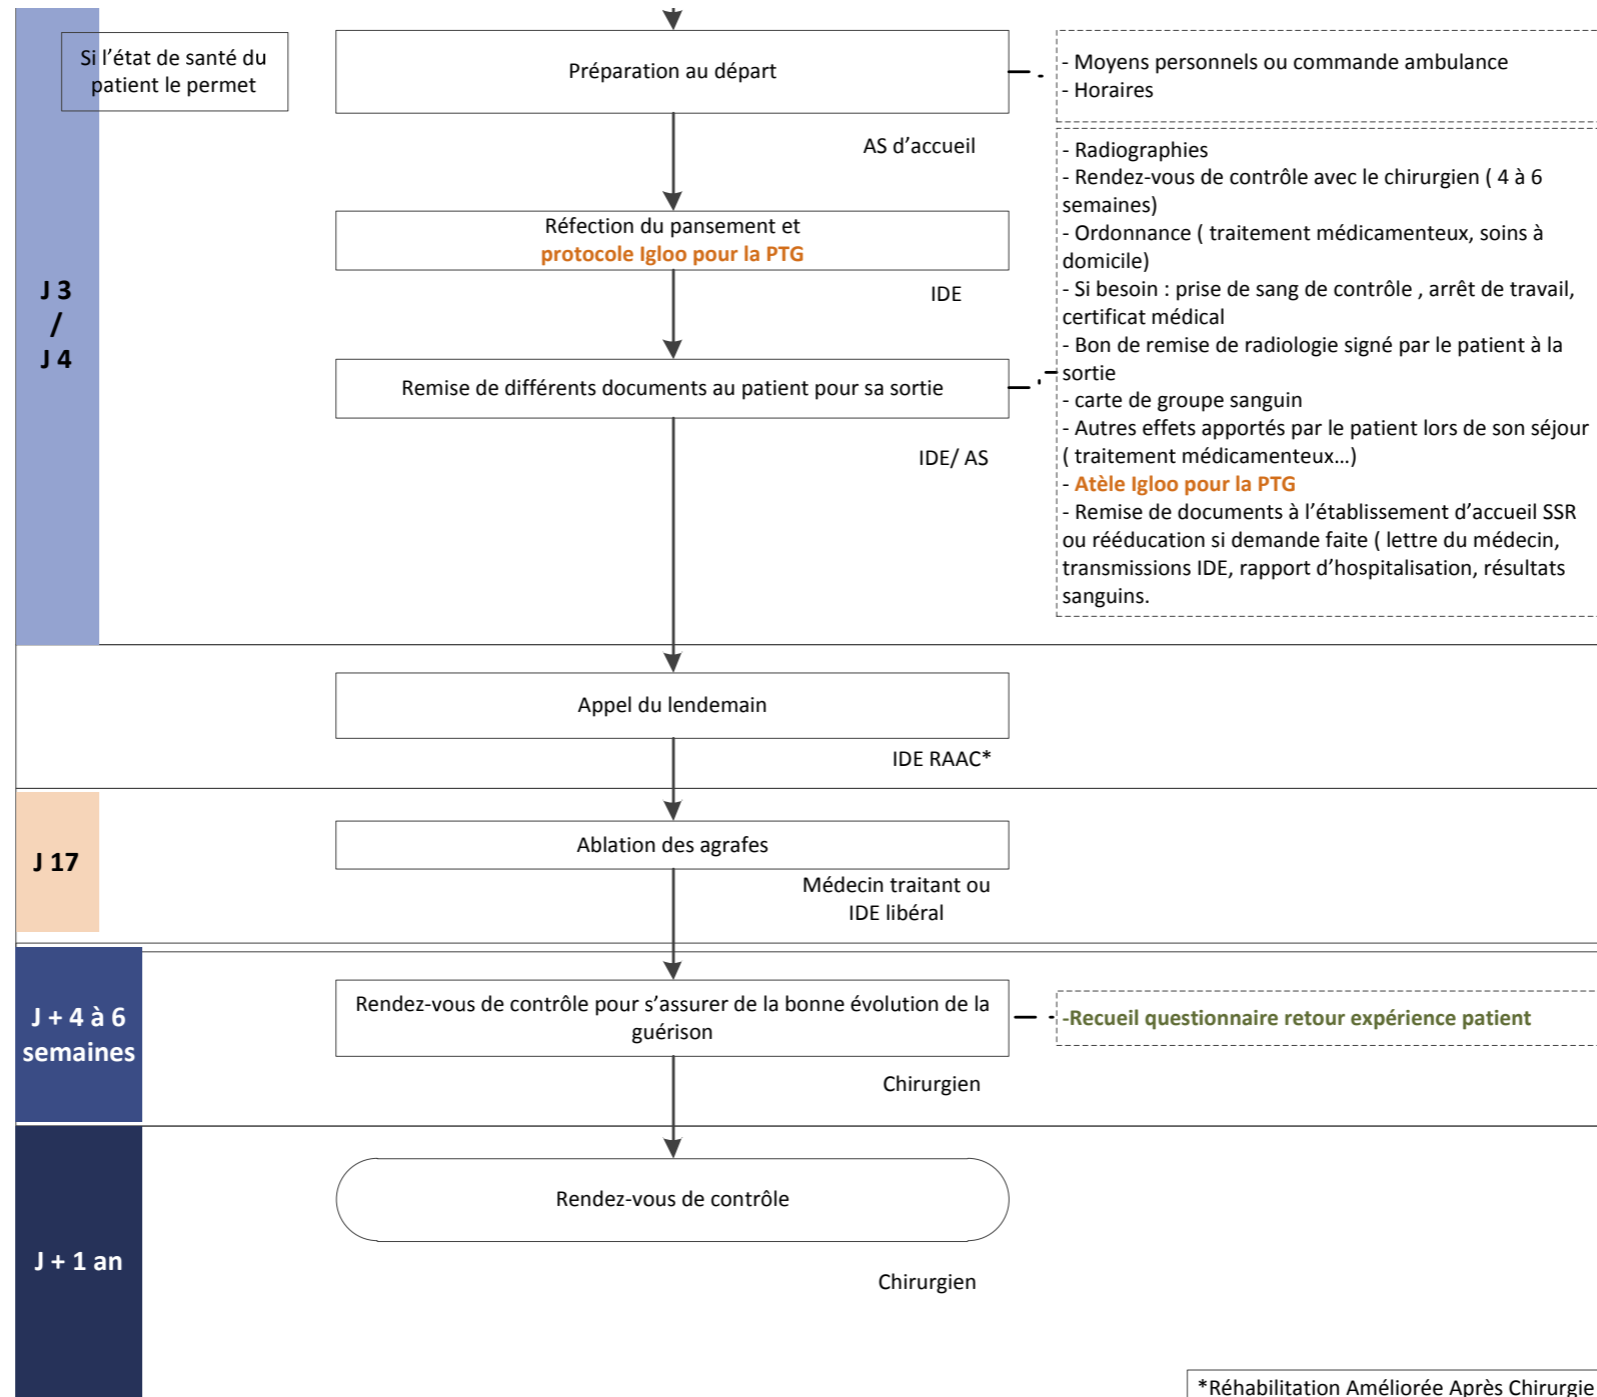 Si l'état de santé du
patient le permet
Préparation au départ
- Moyens personnels ou commande ambulance
- Horaires
AS d'accueil
J 3
/
J 4
Réfection du pansement et
protocole Igloo pour la PTG
IDE
Remise de différents documents au patient pour sa sortie
IDE/ AS
- Radiographies
- Rendez-vous de contrôle avec le chirurgien ( 4 à 6
semaines)
- Ordonnance ( traitement médicamenteux, soins à
domicile)
- Si besoin : prise de sang de contrôle , arrêt de travail,
certificat médical
- Bon de remise de radiologie signé par le patient à la
sortie
- carte de groupe sanguin
- Autres effets apportés par le patient lors de son séjour
( traitement médicamenteux...)
- Atèle Igloo pour la PTG
- Remise de documents à l'établissement d'accueil SSR
ou rééducation si demande faite ( lettre du médecin,
transmissions IDE, rapport d'hospitalisation, résultats
sanguins.
Appel du lendemain
IDE RAAC*
J 17
Ablation des agrafes
Médecin traitant ou
IDE libéral
J + 4 à 6
semaines
Rendez-vous de contrôle pour s'assurer de la bonne évolution de la
guérison
-Recueil questionnaire retour expérience patient
Chirurgien
J + 1 an
Rendez-vous de contrôle
Chirurgien
*Réhabilitation Améliorée Après Chirurgie